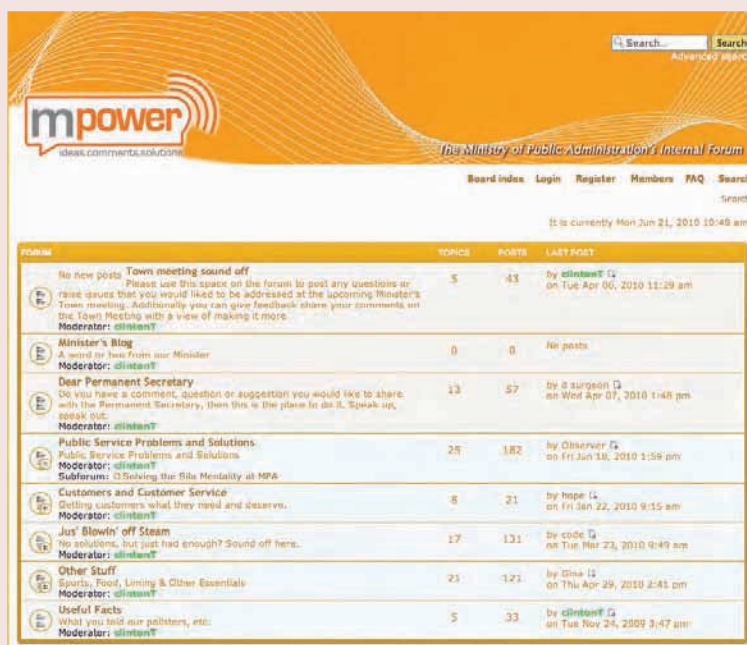 Search... Search
Advanced search
mpower
ideas.comments.solutions
The Ministry of Public Administration's Internal Forum
Board index Login Register Members FAQ Search
Search
It is currently Mon Jun 21, 2010 10:48 am
FORUM TOPICS POSTS LAST POST
No new posts Town meeting sound off
Please use this space on the forum to post any questions or
raise issues that you would liked to be addressed at the upcoming Minister's
Town meeting. Additionally you can give feedback share your comments on
the Town Meeting with a view of making it more
Moderator: clintonT
5 43 by clintonT
on Tue Apr 06, 2010 11:29 am
Minister's Blog
A word or two from our Minister
Moderator: clintonT
0 0 No posts
Dear Permanent Secretary
Do you have a comment, question or suggestion you would like to share
with the Permanent Secretary, then this is the place to do it. Speak up,
speak out.
Moderator: clintonT
13 57 by d surgeon
on Wed Apr 07, 2010 1:48 pm
Public Service Problems and Solutions
Public Service Problems and Solutions
Moderator: clintonT
Subforum: Solving the Silo Mentality at MPA
25 182 by Observer
on Fri Jun 18, 2010 1:59 pm
Customers and Customer Service
Getting customers what they need and deserve.
Moderator: clintonT
8 21 by hope
on Fri Jan 22, 2010 9:15 am
Jus' Blowin' off Steam
No solutions, but just had enough? Sound off here.
Moderator: clintonT
17 131 by code
on Tue Mar 23, 2010 9:49 am
Other Stuff
Sports, Food, Liming & Other Essentials
Moderator: clintonT
21 121 by Gina
on Thu Apr 29, 2010 2:41 pm
Useful Facts
What you told our pollsters, etc.
Moderator: clintonT
5 33 by clintonT
on Tue Nov 24, 2009 3:47 pm